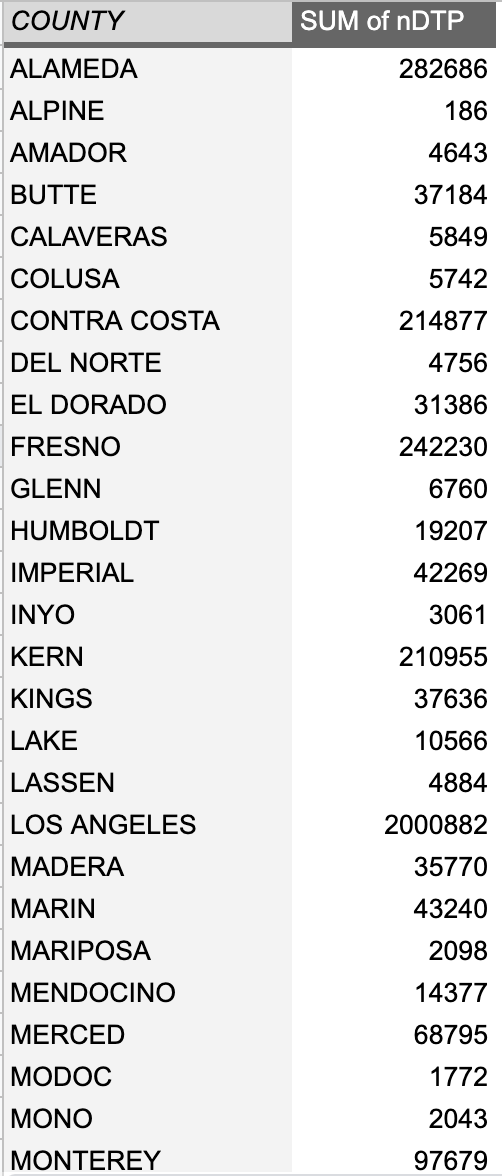 COUNTY SUM of nDTP
ALAMEDA 282686
ALPINE 186
AMADOR 4643
BUTTE 37184
CALAVERAS 5849
COLUSA 5742
CONTRA COSTA 214877
DEL NORTE 4756
EL DORADO 31386
FRESNO 242230
GLENN 6760
HUMBOLDT 19207
IMPERIAL 42269
INYO 3061
KERN 210955
KINGS 37636
LAKE 10566
LASSEN 4884
LOS ANGELES 2000882
MADERA 35770
MARIN 43240
MARIPOSA 2098
MENDOCINO 14377
MERCED 68795
MODOC 1772
MONO 2043
MONTEREY 97679